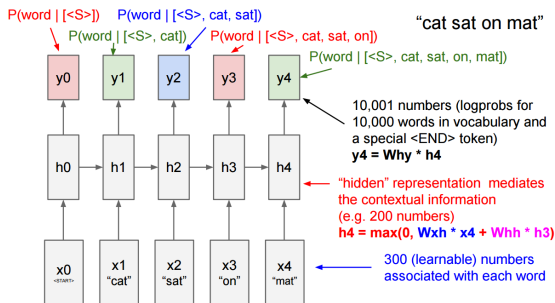 P(word | [<S>])
P(word | [<S>, cat, sat])
"cat sat on mat"
P(word | [<S>, cat])
P(word | [<S>, cat, sat, on])
P(word | [<S>, cat, sat, on, mat])
y0
y1
y2
y3
y4
10,001 numbers (logprobs for
10,000 words in vocabulary and
a special <END> token)
y4 = Why * h4
h0
h1
h2
h3
h4
"hidden" representation mediates
the contextual information
(e.g. 200 numbers)
h4 = max(0, Wxh * x4 + Whh * h3)
x0
<START>
x1
"cat"
x2
"sat"
x3
"on"
x4
"mat"
300 (learnable) numbers
associated with each word